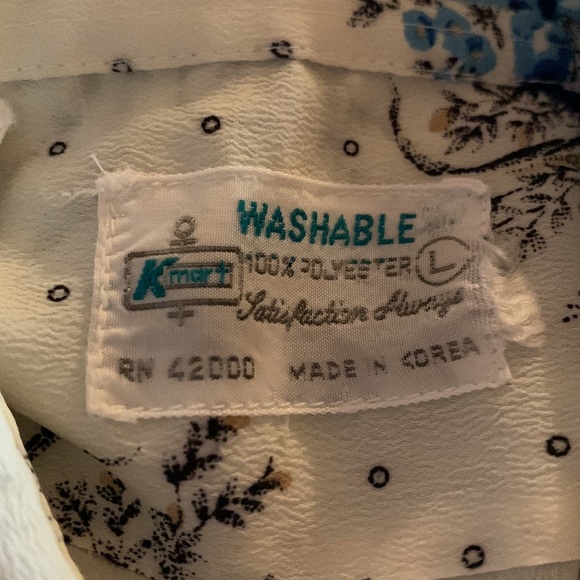 WASHABLE
Kmart
100% POLYESTER L
Satisfaction Always
RN 42000 MADE IN KOREA